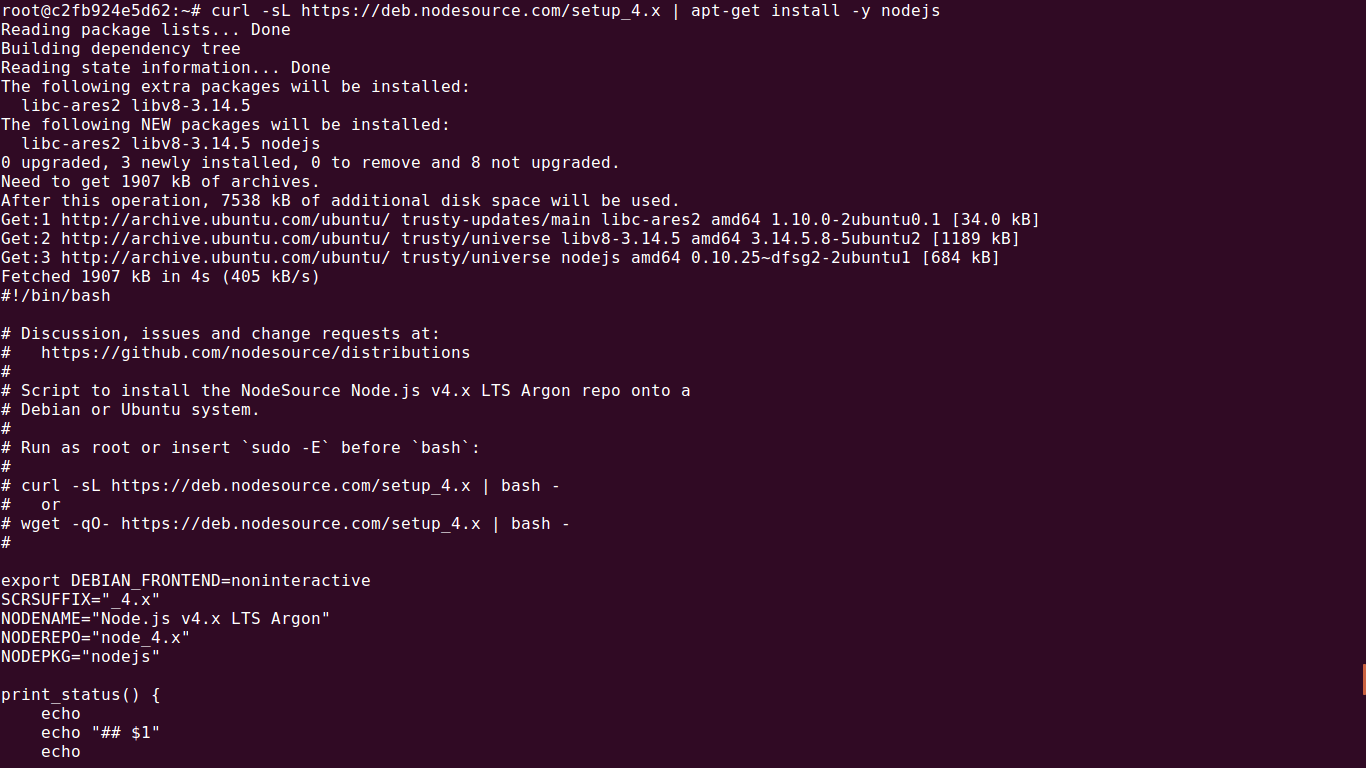 root@c2fb924e5d62:~# curl -sL https://deb.nodesource.com/setup_4.x | apt-get install -y nodejs
Reading package lists... Done
Building dependency tree
Reading state information... Done
The following extra packages will be installed:
  libc-ares2 libv8-3.14.5
The following NEW packages will be installed:
  libc-ares2 libv8-3.14.5 nodejs
0 upgraded, 3 newly installed, 0 to remove and 8 not upgraded.
Need to get 1907 kB of archives.
After this operation, 7538 kB of additional disk space will be used.
Get:1 http://archive.ubuntu.com/ubuntu/ trusty-updates/main libc-ares2 amd64 1.10.0-2ubuntu0.1 [34.0 kB]
Get:2 http://archive.ubuntu.com/ubuntu/ trusty/universe libv8-3.14.5 amd64 3.14.5.8-5ubuntu2 [1189 kB]
Get:3 http://archive.ubuntu.com/ubuntu/ trusty/universe nodejs amd64 0.10.25~dfsg2-2ubuntu1 [684 kB]
Fetched 1907 kB in 4s (405 kB/s)
#!/bin/bash

# Discussion, issues and change requests at:
#   https://github.com/nodesource/distributions
#
# Script to install the NodeSource Node.js v4.x LTS Argon repo onto a
# Debian or Ubuntu system.
#
# Run as root or insert `sudo -E` before `bash`:
#
# curl -sL https://deb.nodesource.com/setup_4.x | bash -
#   or
# wget -qO- https://deb.nodesource.com/setup_4.x | bash -
#

export DEBIAN_FRONTEND=noninteractive
SCRSUFFIX="_4.x"
NODENAME="Node.js v4.x LTS Argon"
NODEREPO="node_4.x"
NODEPKG="nodejs"

print_status() {
    echo
    echo "## $1"
    echo